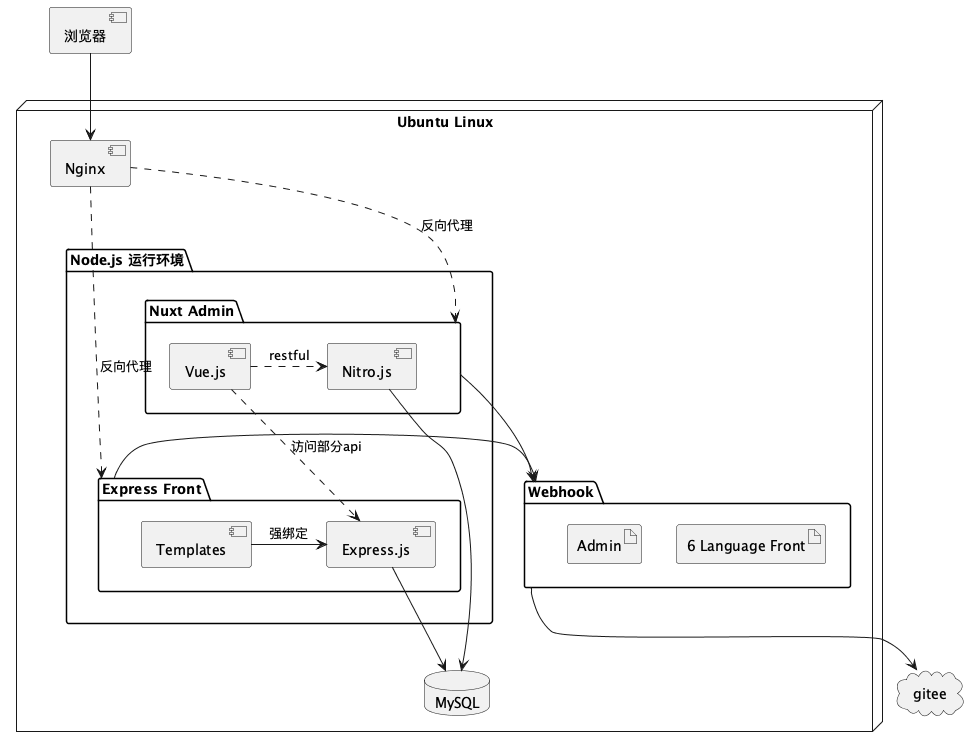 浏览器
Ubuntu Linux
Nginx
反向代理
Node.js 运行环境
Nuxt Admin
restful
Vue.js
Nitro.js
反向代理
访问部分api
Express Front
Webhook
强绑定
Templates
Express.js
Admin
6 Language Front
MySQL
gitee